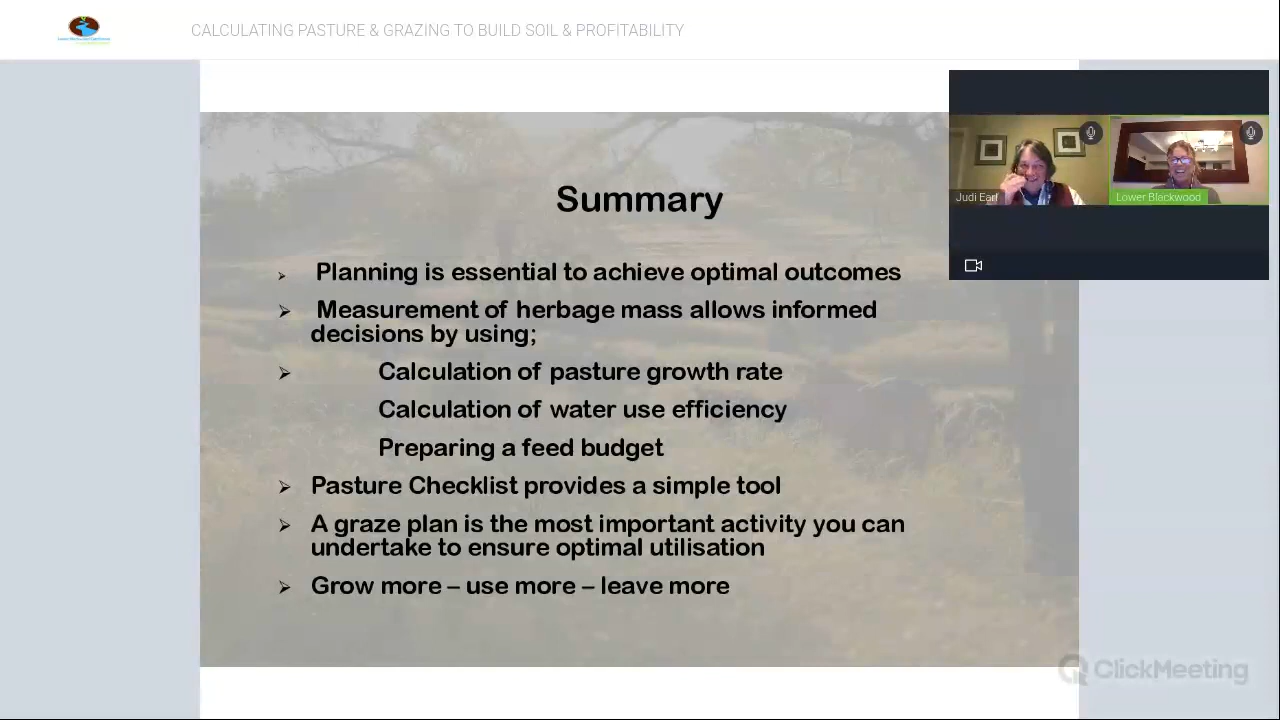 CALCULATING PASTURE & GRAZING TO BUILD SOIL & PROFITABILITY
Judi Earl
Lower Blackwood
Summary
Planning is essential to achieve optimal outcomes
Measurement of herbage mass allows informed
decisions by using;
Calculation of pasture growth rate
Calculation of water use efficiency
Preparing a feed budget
Pasture Checklist provides a simple tool
A graze plan is the most important activity you can
undertake to ensure optimal utilisation
Grow more – use more – leave more
ClickMeeting